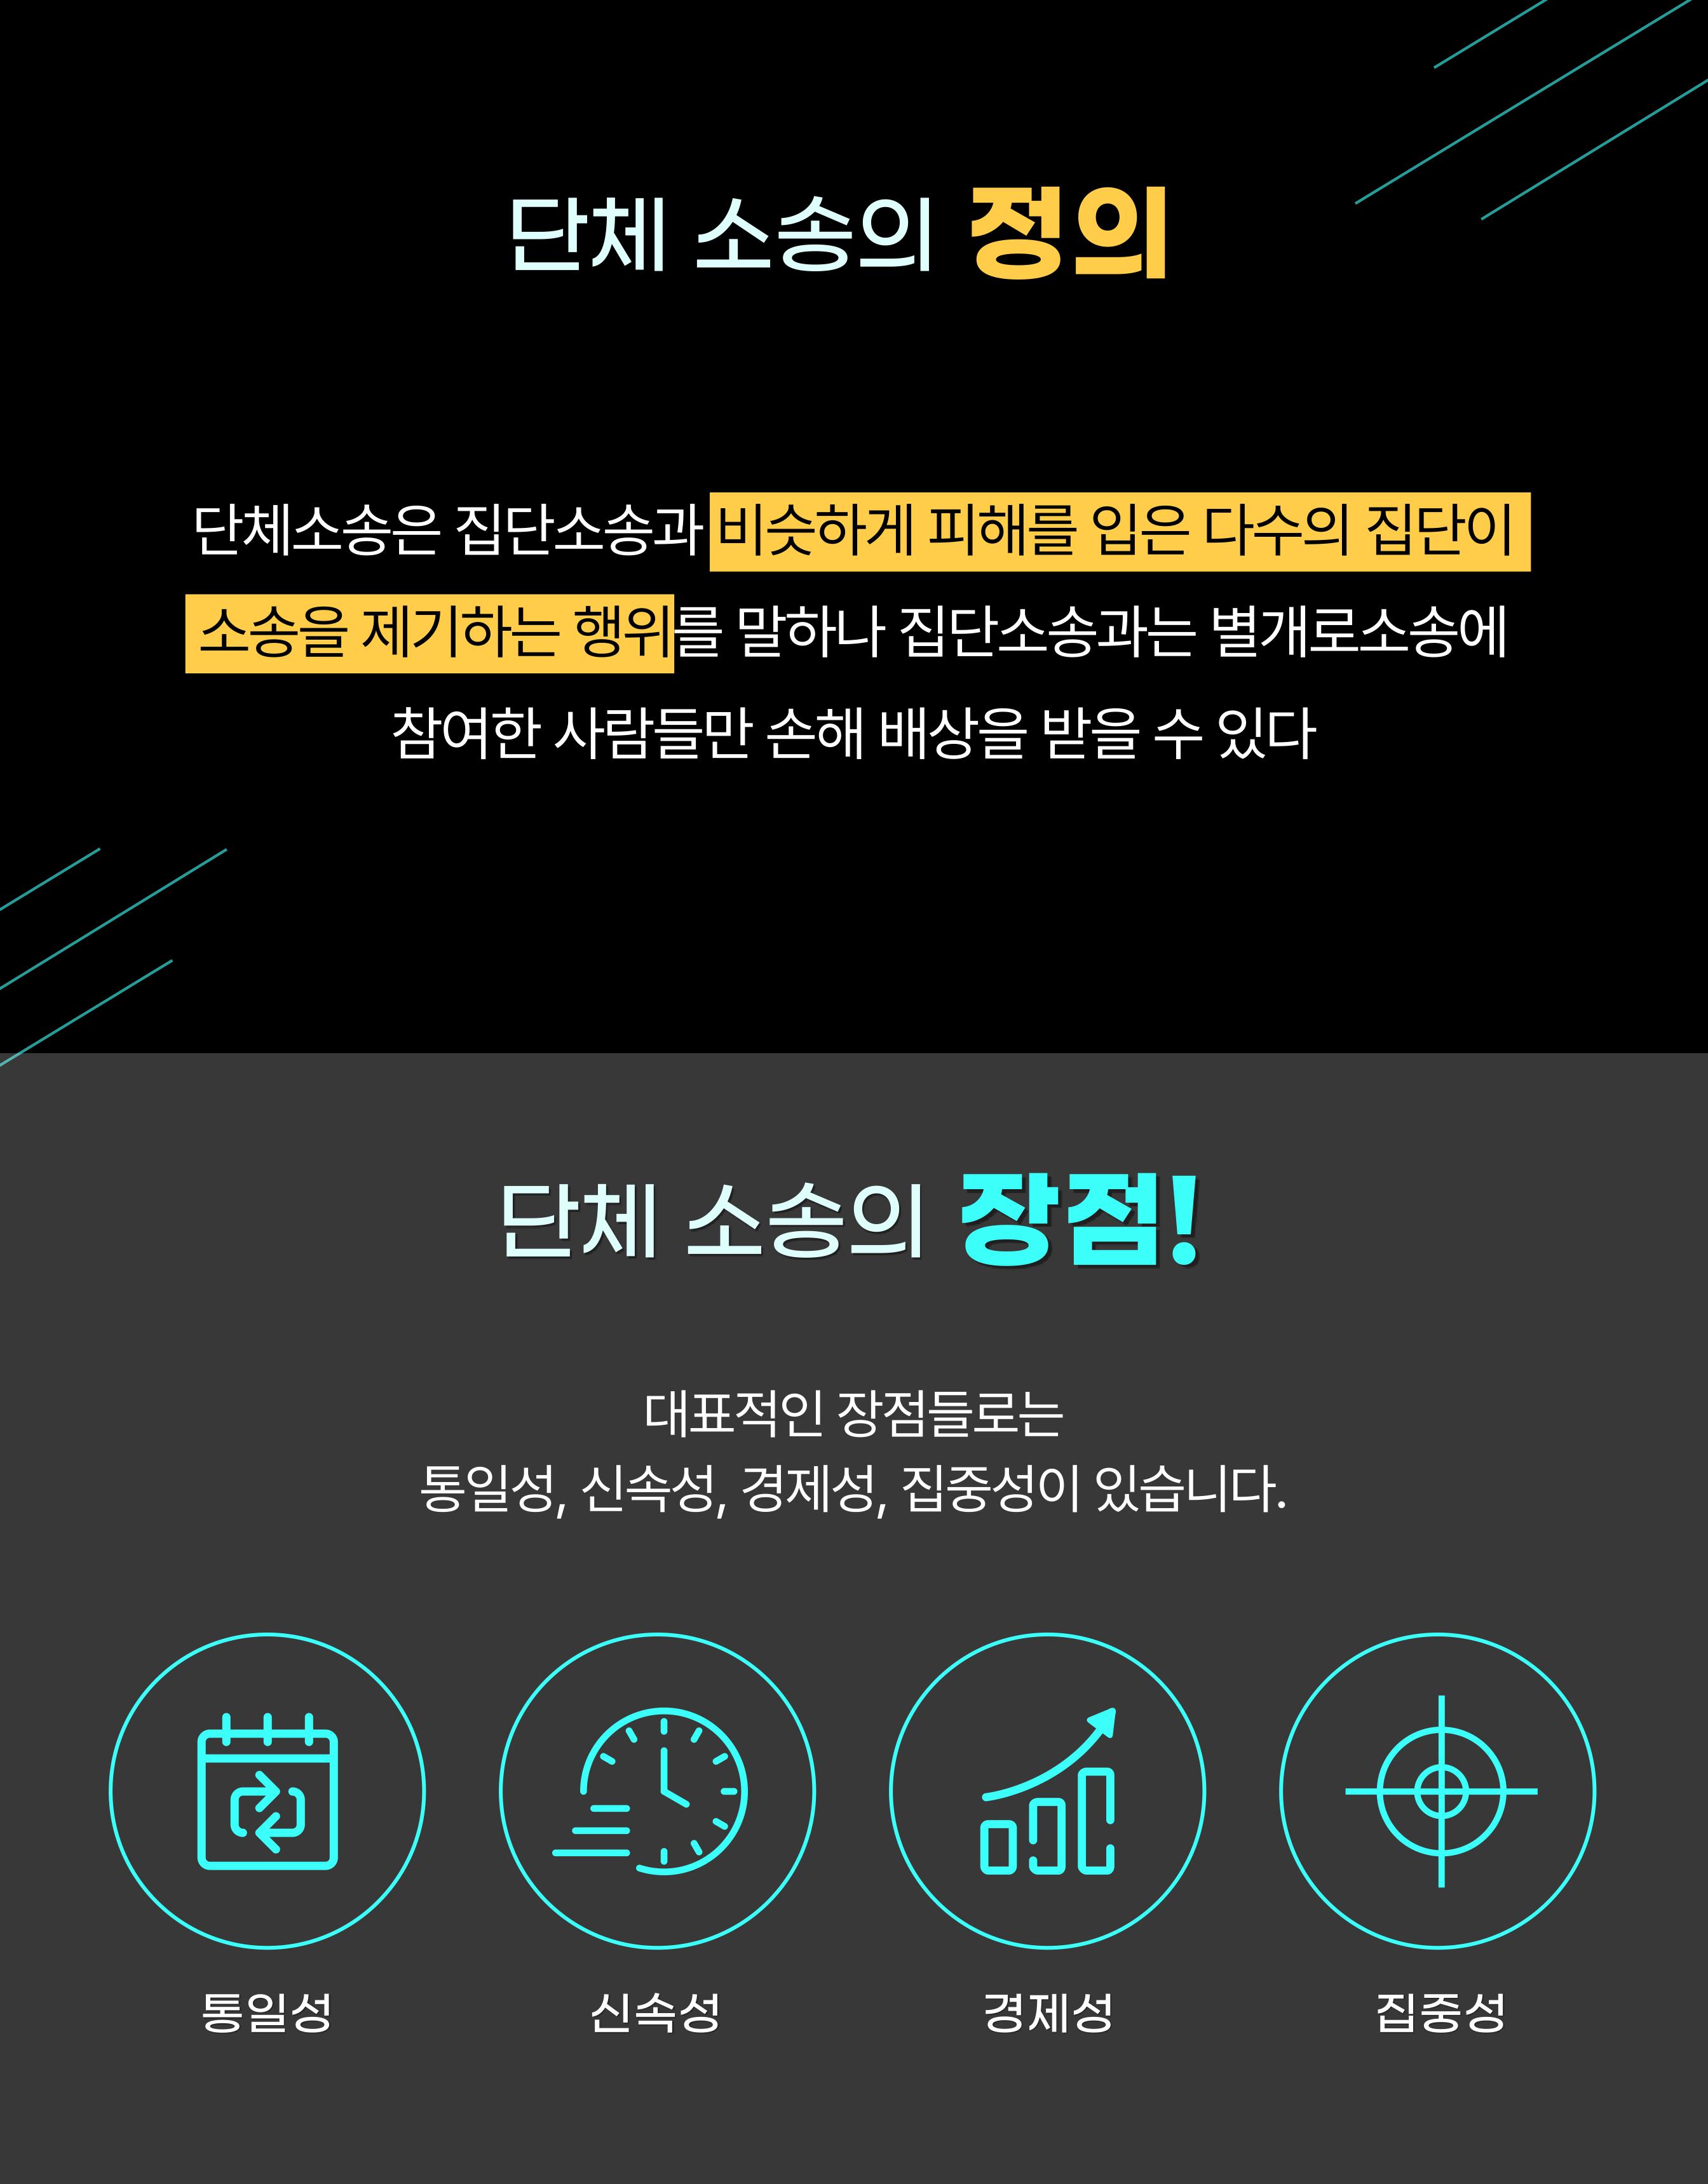 단체 소송의 정의
단체소송은 집단소송과 비슷하게 피해를 입은 다수의 집단이
소송을 제기하는 행위를 말하나 집단소송과는 별개로소송에
참여한 사람들만 손해 배상을 받을 수 있다
단체 소송의 장점!
대표적인 장점들로는
통일성, 신속성, 경제성, 집중성이 있습니다.
통일성 신속성 경제성 집중성